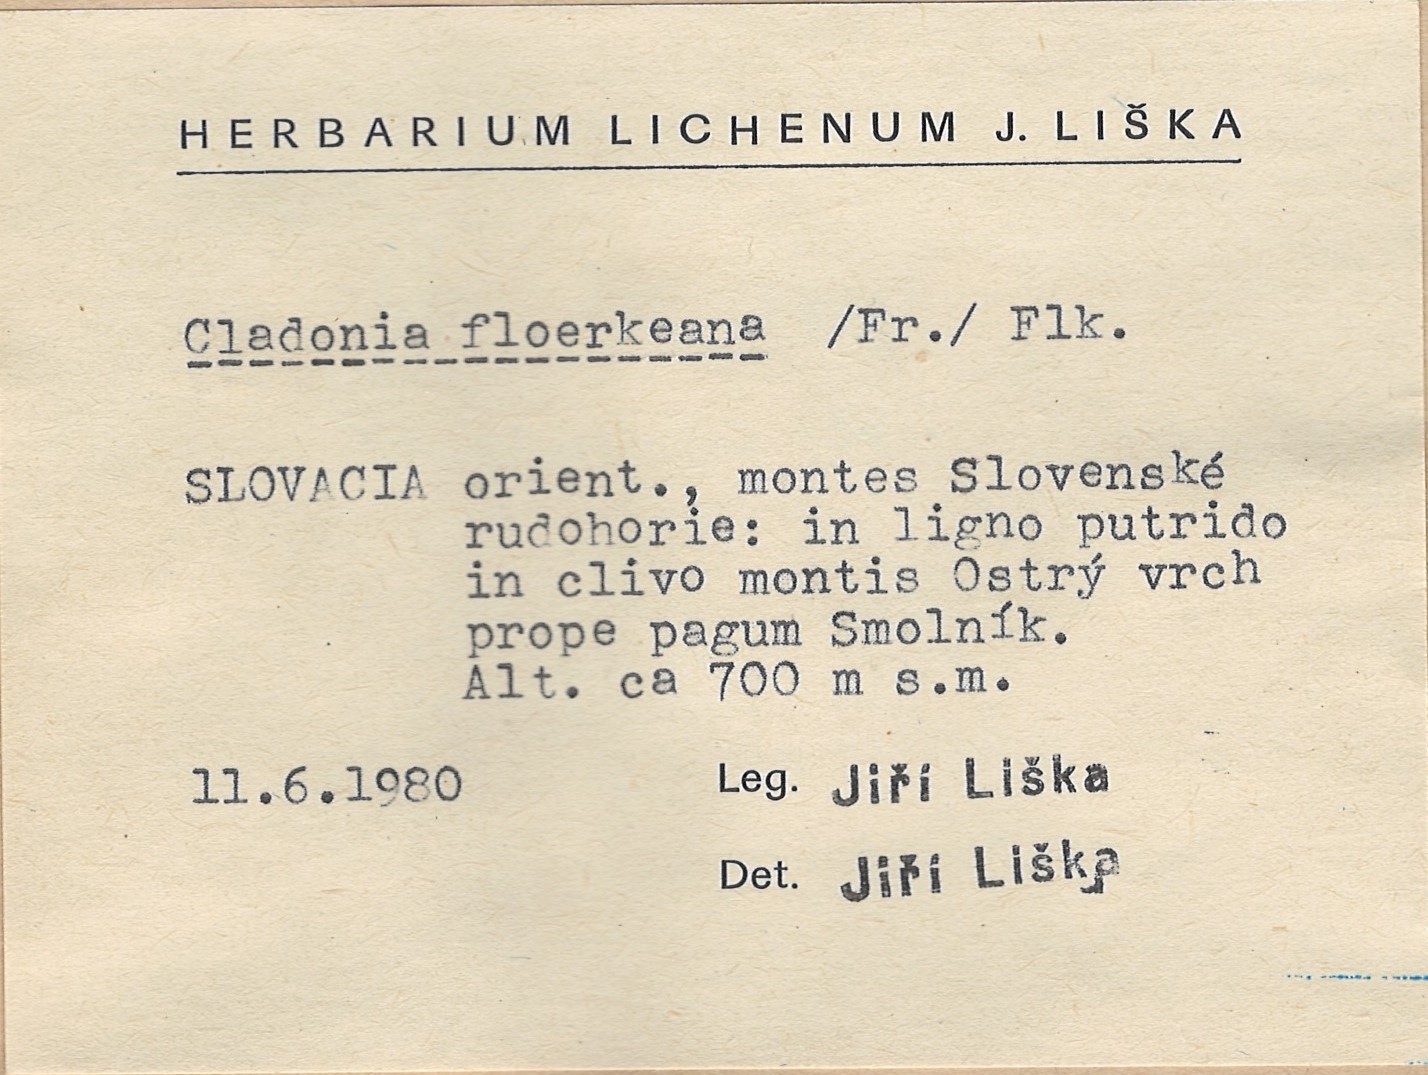 HERBARIUM LICHENUM J. LIŠKA
Cladonia floerkeana /Fr./ Flk.
SLOVACIA orient., montes Slovenské
rudohorie: in ligno putrido
in clivo montis Ostrý vrch
prope pagum Smolník.
Alt. ca 700 m s.m.
11.6.1980 Leg. Jiří Liška
Det. Jiří Liška